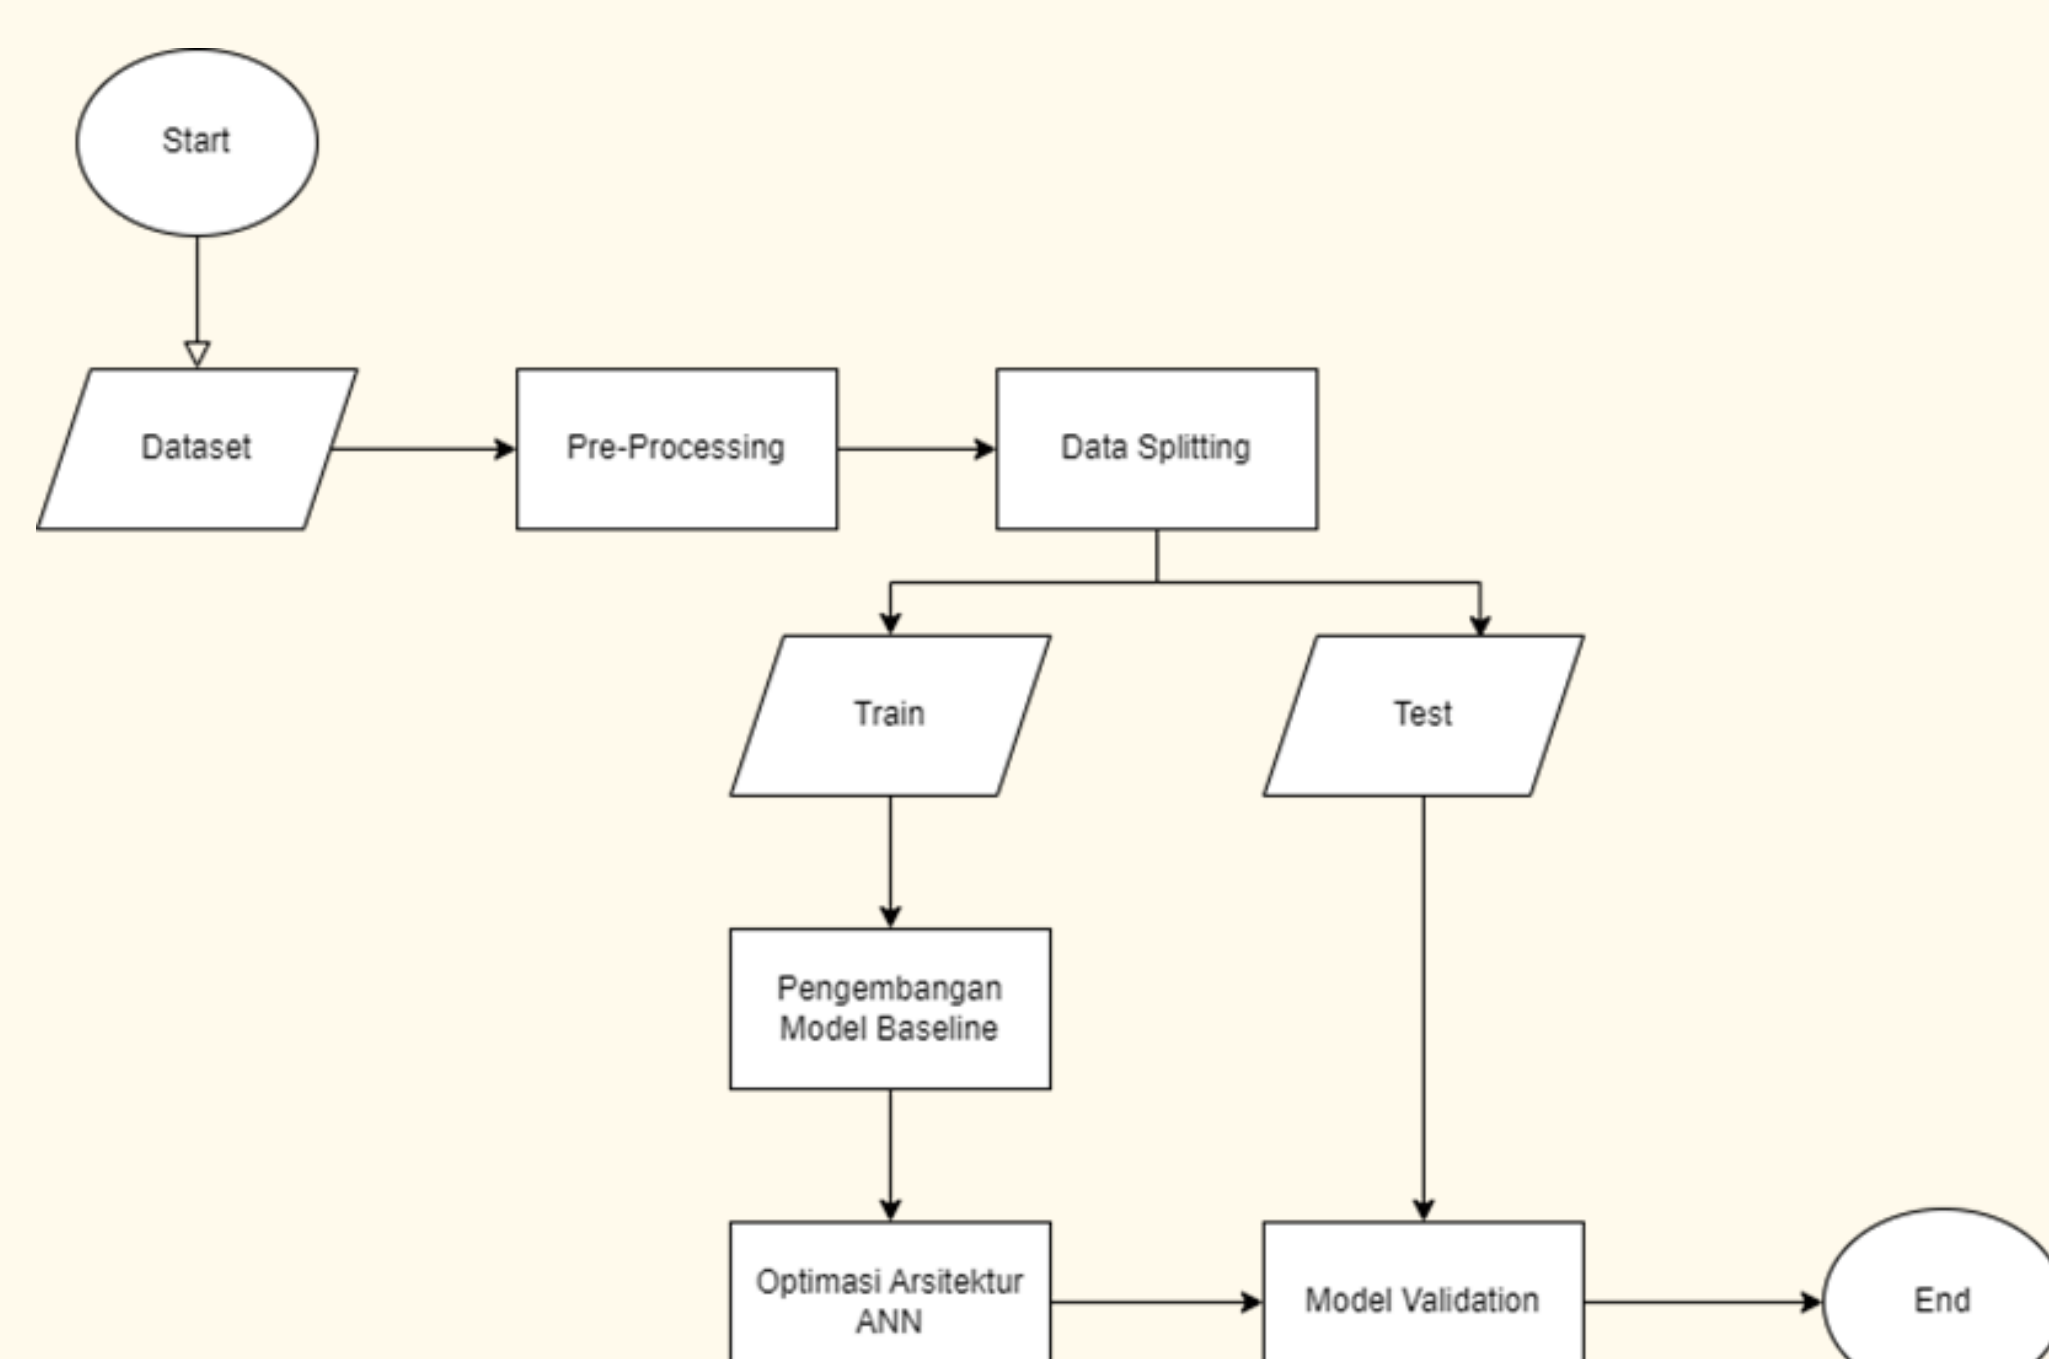 Start
Dataset
Pre-Processing
Data Splitting
Train
Test
Pengembangan
Model Baseline
Optimasi Arsitektur
ANN
Model Validation
End